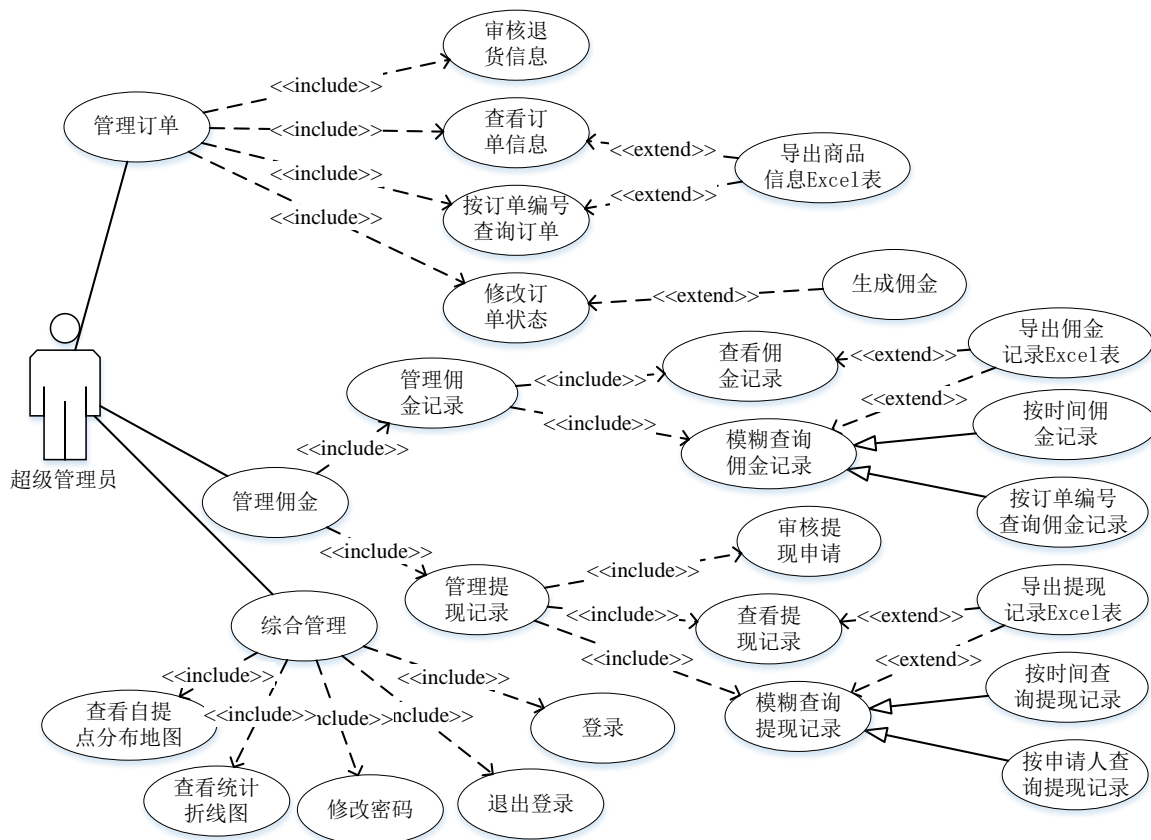 审核退
货信息
<<include>>
管理订单
<<include>>
查看订
单信息
<<extend>>
导出商品
信息Excel表
<<include>>
<<extend>>
按订单编号
查询订单
<<include>>
修改订
单状态
<<extend>>
生成佣金
超级管理员
管理佣
金记录
<<include>>
查看佣
金记录
<<extend>>
导出佣金
记录Excel表
<<include>>
<<extend>>
模糊查询
佣金记录
按时间佣
金记录
按订单编号
查询佣金记录
<<include>>
管理佣金
<<include>>
管理提
现记录
<<include>>
审核提
现申请
<<include>>
查看提
现记录
<<extend>>
导出提现
记录Excel表
<<include>>
<<extend>>
模糊查询
提现记录
按时间查
询提现记录
按申请人查
询提现记录
综合管理
<<include>>
<<include>>
<<include>>
include>>
include>>
查看自提
点分布地图
查看统计
折线图
修改密码
退出登录
登录